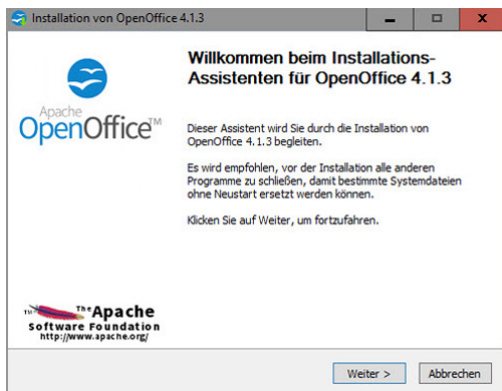 Installation von OpenOffice 4.1.3
Willkommen beim Installations-
Assistenten für OpenOffice 4.1.3
Apache
OpenOffice™
Dieser Assistent wird Sie durch die Installation von
OpenOffice 4.1.3 begleiten.
Es wird empfohlen, vor der Installation alle anderen
Programme zu schließen, damit bestimmte Systemdateien
ohne Neustart ersetzt werden können.
Klicken Sie auf Weiter, um fortzufahren.
TM The Apache
Software Foundation
http://www.apache.org/
Weiter >
Abbrechen